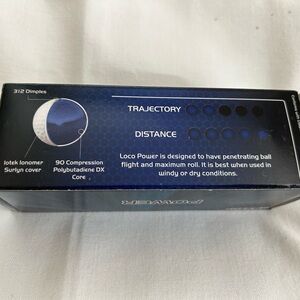 312 Dimples
TRAJECTORY
DISTANCE
Iotek Ionomer
Surlyn cover
90 Compression
Polybutadiene DX
Core
Loco Power is designed to have penetrating ball
flight and maximum roll. It is best when used in
windy or dry conditions.
POWER